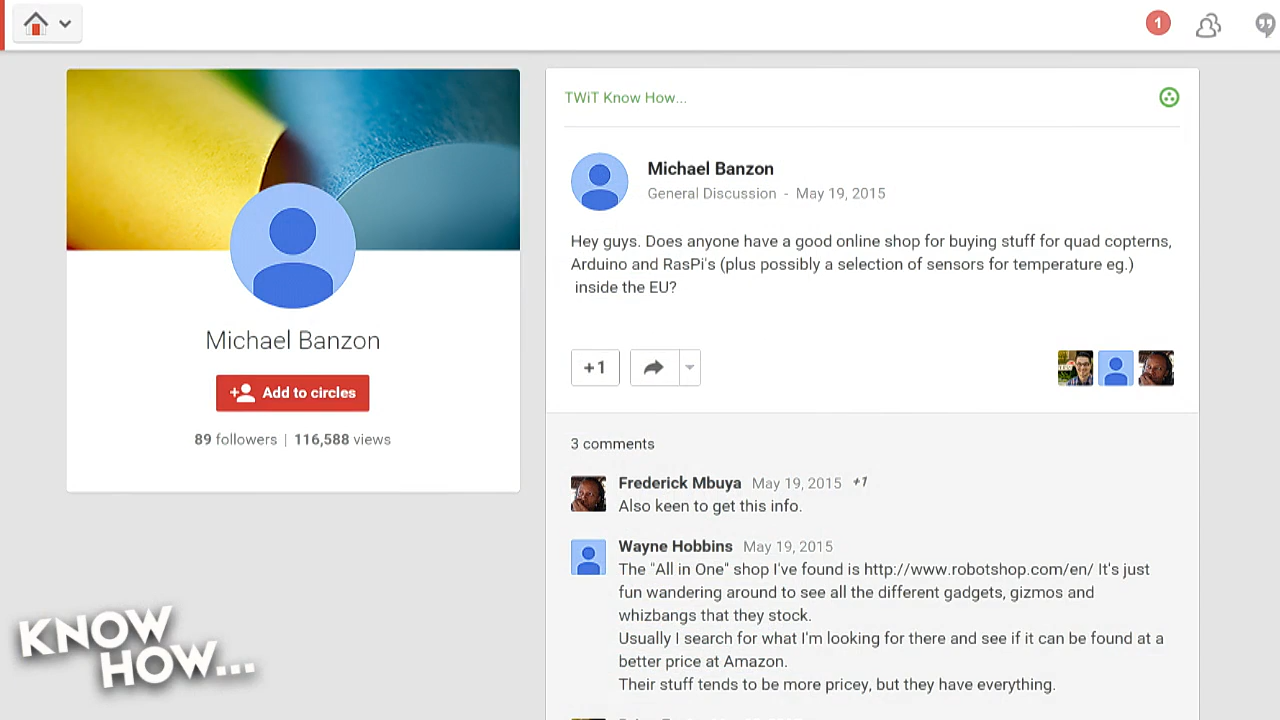 1
TWiT Know How...
Michael Banzon
General Discussion - May 19, 2015
Hey guys. Does anyone have a good online shop for buying stuff for quad copterns,
Arduino and RasPi's (plus possibly a selection of sensors for temperature eg.)
inside the EU?
+1
Michael Banzon
Add to circles
89 followers | 116,588 views
3 comments
Frederick Mbuya May 19, 2015 +1
Also keen to get this info.
Wayne Hobbins May 19, 2015
The "All in One" shop I've found is http://www.robotshop.com/en/ It's just
fun wandering around to see all the different gadgets, gizmos and
whizbangs that they stock.
Usually I search for what I'm looking for there and see if it can be found at a
better price at Amazon.
Their stuff tends to be more pricey, but they have everything.
KNOW
HOW...